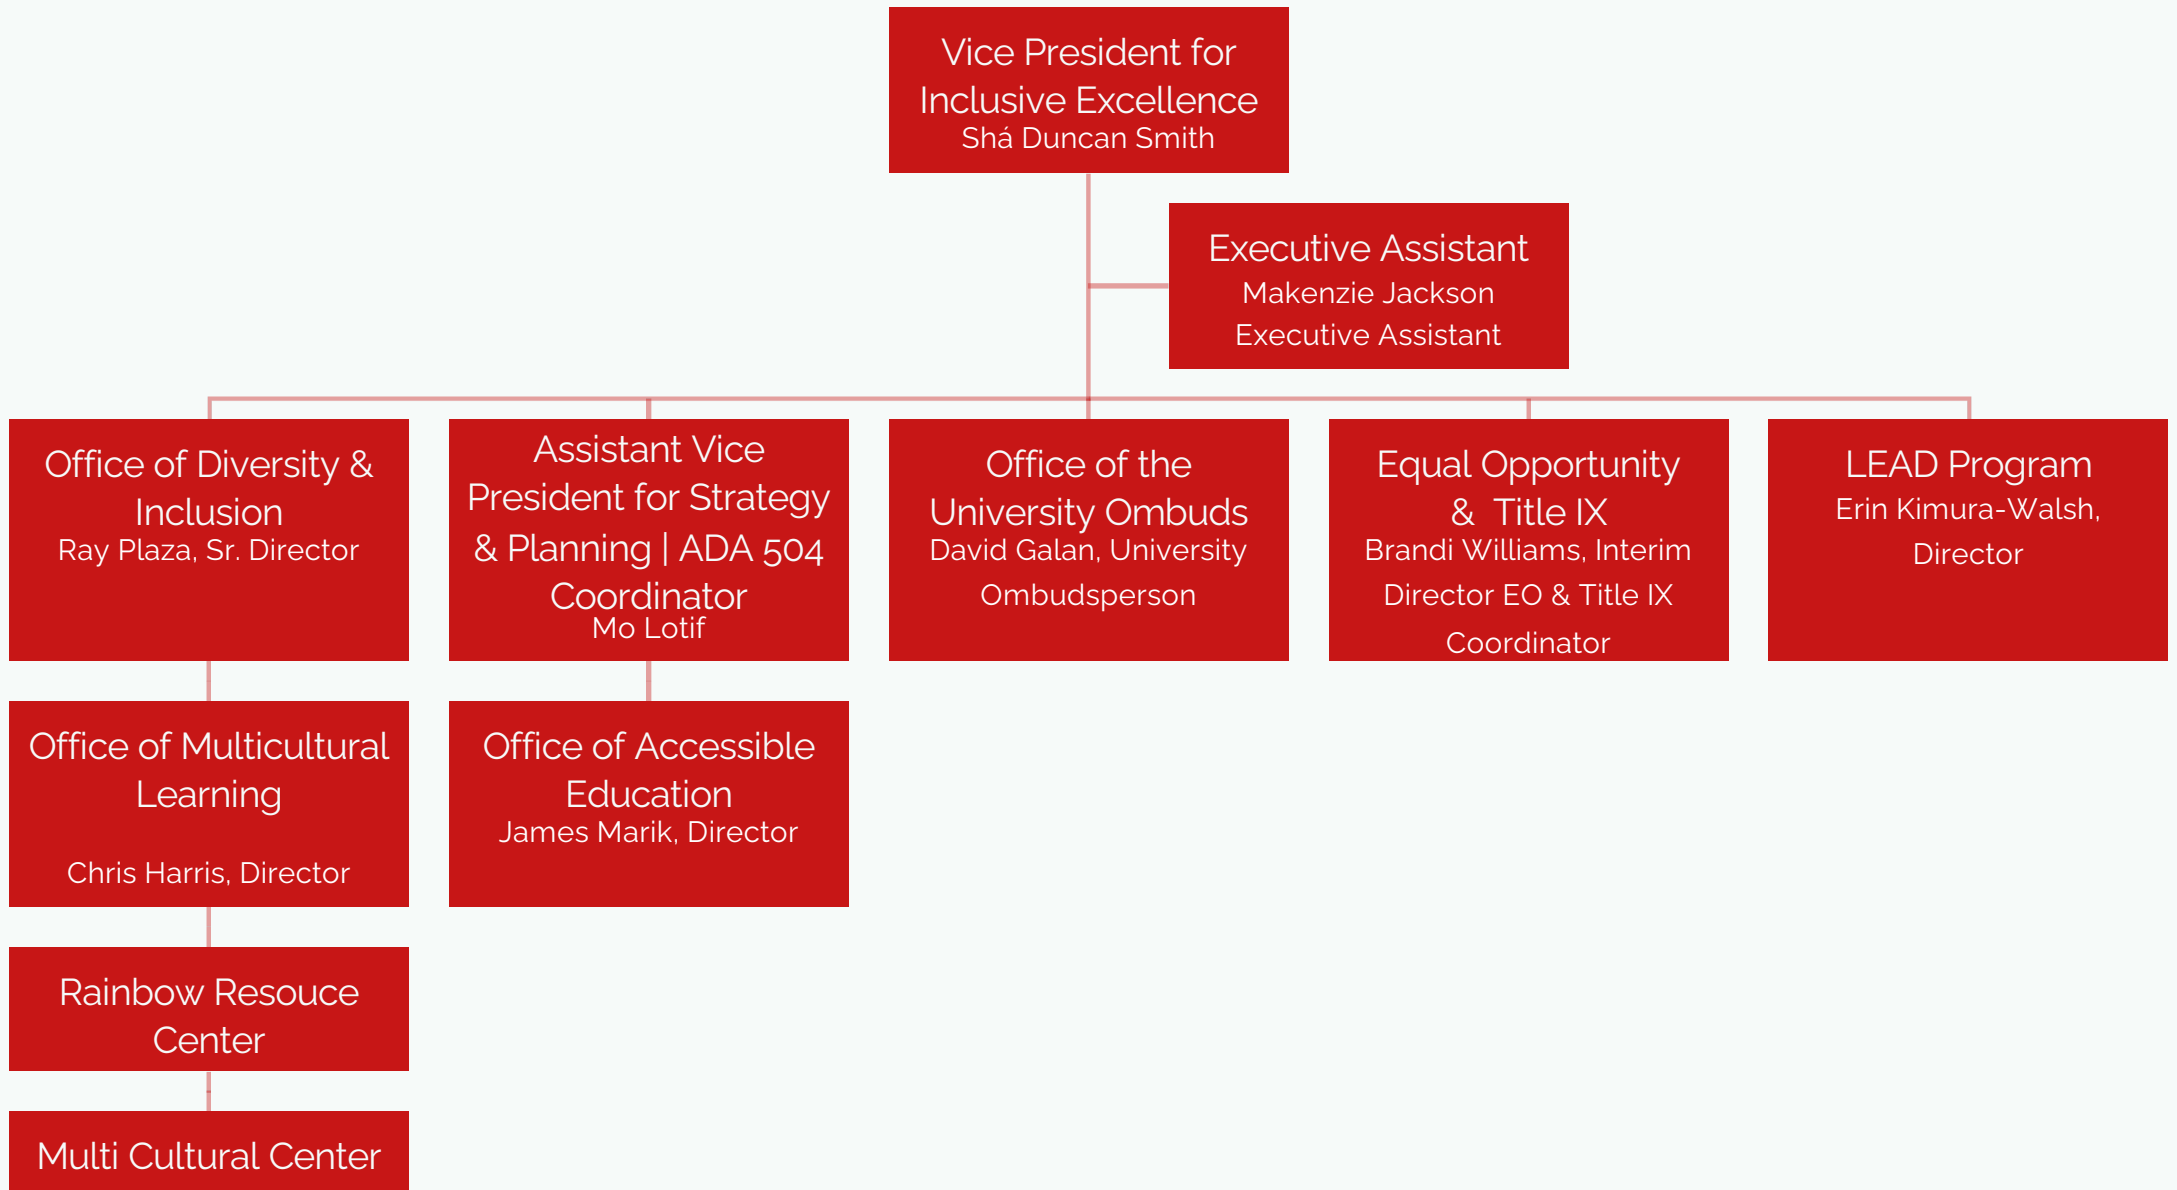 Vice President for
Inclusive Excellence
Shá Duncan Smith
Executive Assistant
Makenzie Jackson
Executive Assistant
Office of Diversity &
Inclusion
Ray Plaza, Sr. Director
Assistant Vice
President for Strategy
& Planning | ADA 504
Coordinator
Mo Lotif
Office of the
University Ombuds
David Galan, University
Ombudsperson
Equal Opportunity
& Title IX
Brandi Williams, Interim
Director EO & Title IX
Coordinator
LEAD Program
Erin Kimura-Walsh,
Director
Office of Multicultural
Learning
Chris Harris, Director
Office of Accessible
Education
James Marik, Director
Rainbow Resouce
Center
Multi Cultural Center